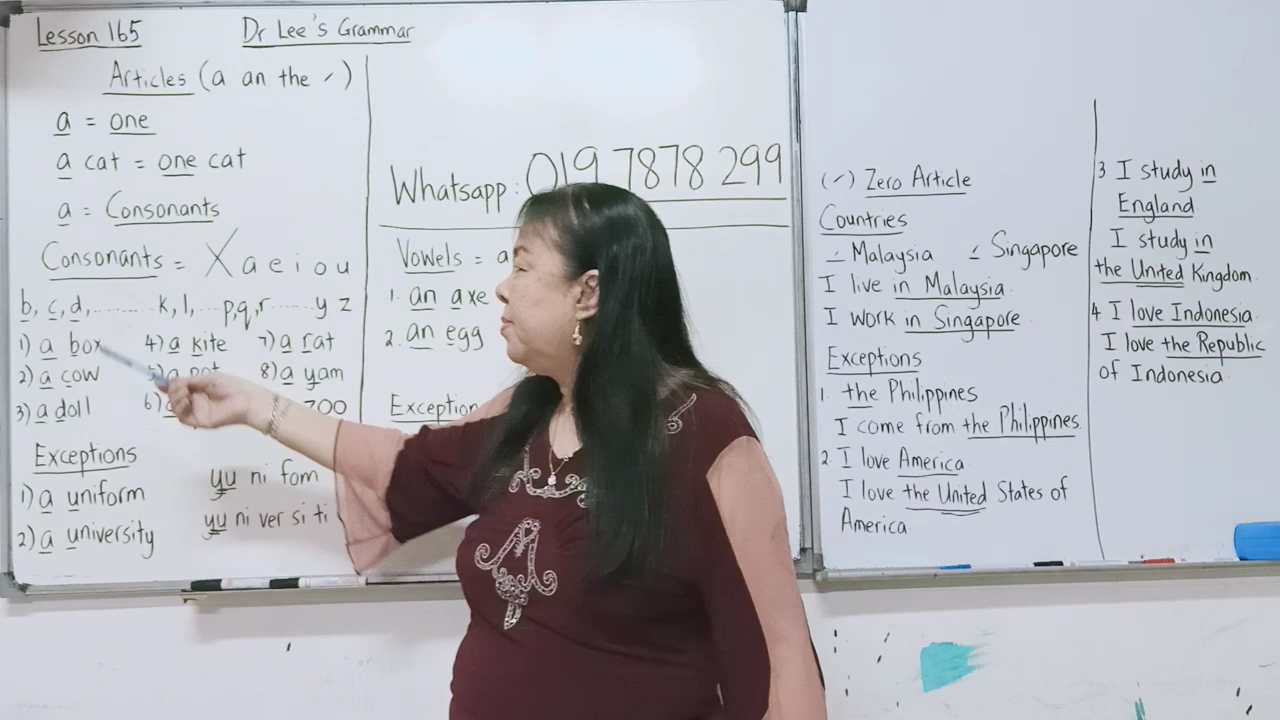 Lesson 165 Dr Lee's Grammar
Articles (a an the ✓)
a = one
a cat = one cat
a = Consonants
Consonants = X a e i o u
b, c, d, ......... k, l, ... p, q, r ...... y z
1) a box 4) a kite 7) a rat
2) a cow 5) a pot 8) a yam
3) a doll 6) zoo
Exceptions
1) a uniform yu ni fom
2) a university yu ni ver si ti
Whatsapp : 019 7878 299
Vowels = a
1. an axe
2. an egg
Exception
(✓) Zero Article
Countries
✓ Malaysia ✓ Singapore
I live in Malaysia.
I work in Singapore
Exceptions
1. the Philippines
I come from the Philippines.
2. I love America
I love the United States of
America
3 I study in
England
I study in
the United Kingdom.
4 I love Indonesia.
I love the Republic
of Indonesia.